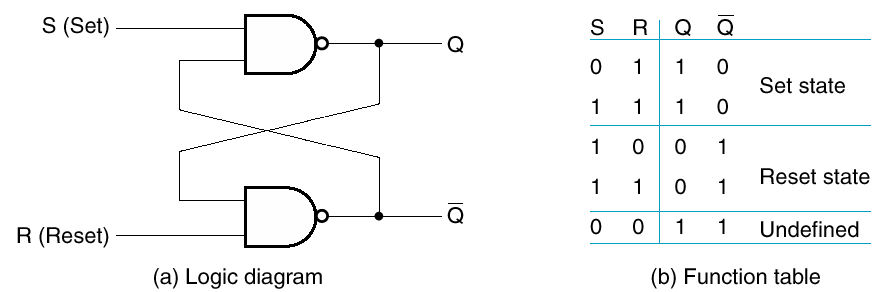 S (Set)
Q
R (Reset)
Q̅
(a) Logic diagram
S R Q Q̅
0 1 1 0
1 1 1 0
Set state
1 0 0 1
1 1 0 1
Reset state
0 0 1 1 Undefined
(b) Function table